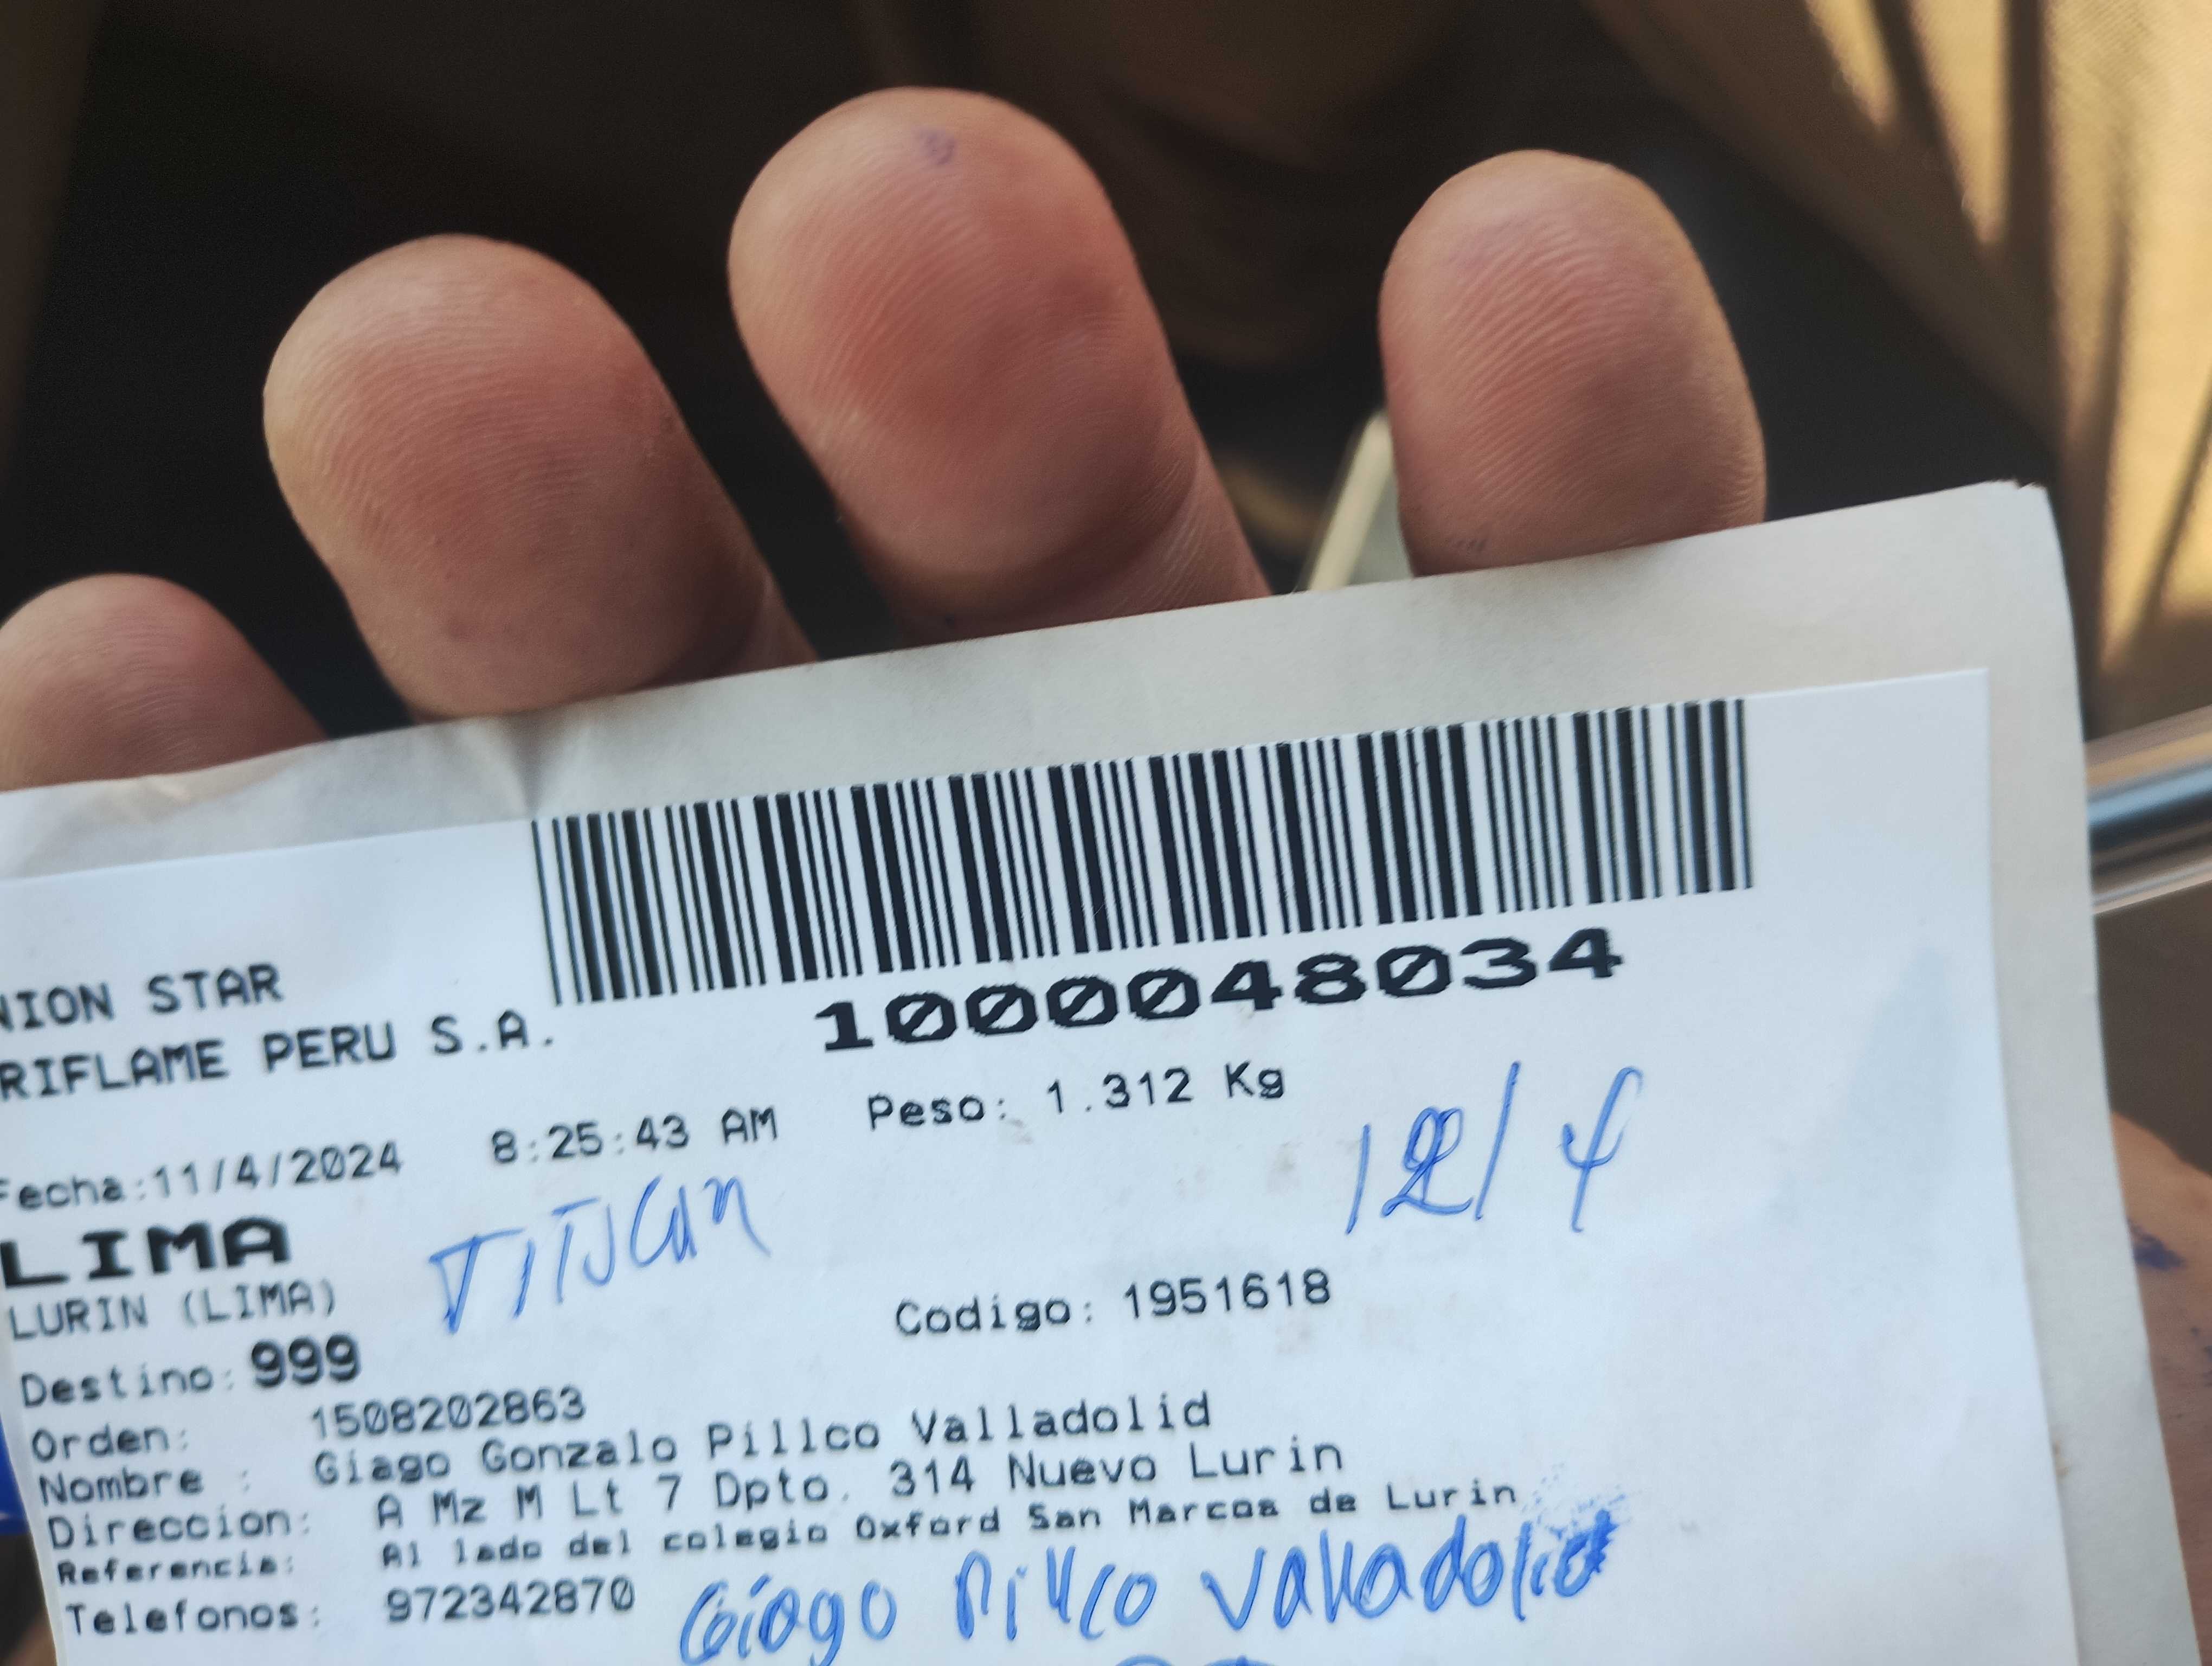 NION STAR
RIFLAME PERU S.A.
1000048034
Fecha:11/4/2024 8:25:43 AM Peso: 1.312 Kg
12/4
LIMA
LURIN (LIMA)
Destino: 999
Codigo: 1951618
Orden: 1508202863
Nombre : Giago Gonzalo Pillco Valladolid
Direccion: A Mz M Lt 7 Dpto. 314 Nuevo Lurin
Referencia: Al lado del colegio Oxford San Marcos de Lurin
Telefonos: 972342870
Giago Pillco Valladolid